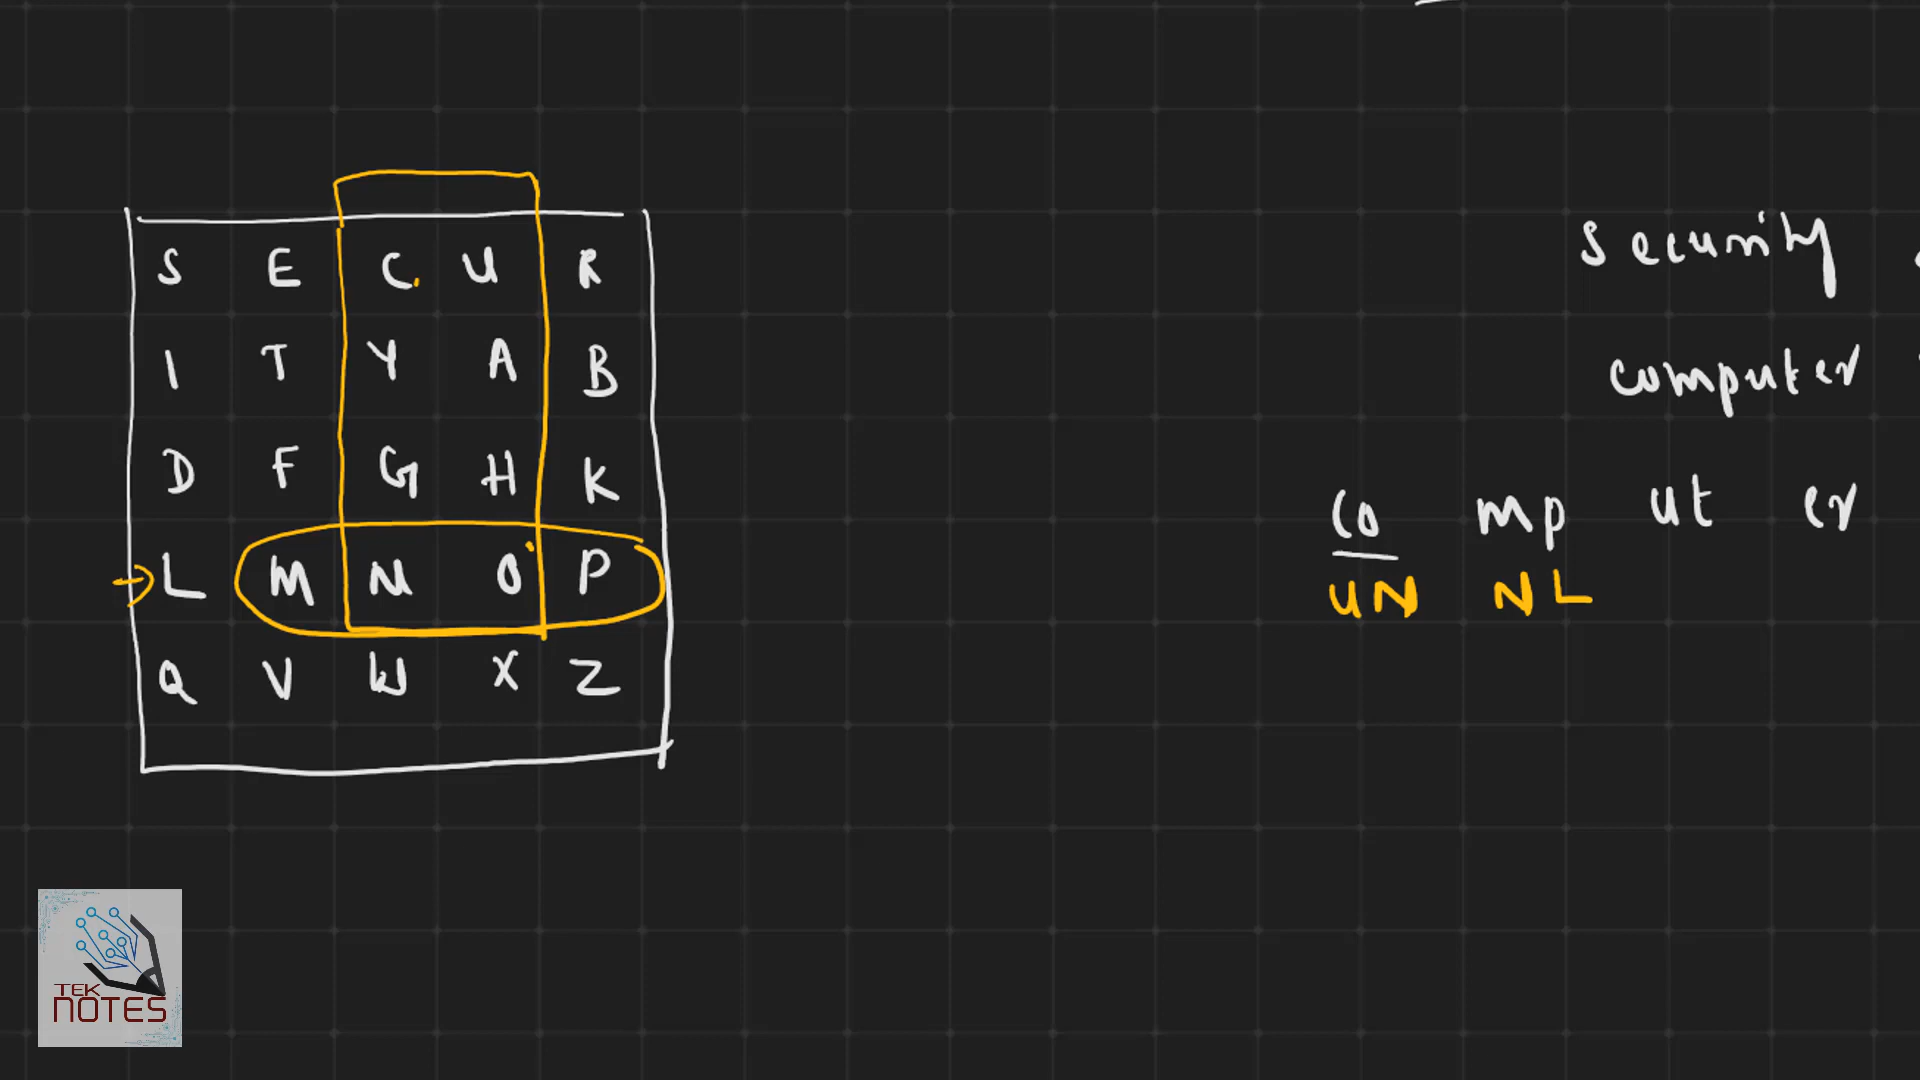 S E C U R
I T Y A B
D F G H K
L M N O P
Q V W X Z
security
computer
co mp ut er
UN NL
TEK
NOTES